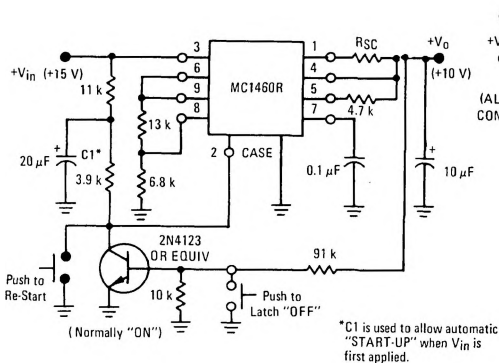 +Vin (+15 V)
11 k
20 µF
+
C1*
3.9 k
13 k
6.8 k
3
6
9
8
MC1460R
2
CASE
1
4
5
7
RSC
4.7 k
0.1 µF
+Vo
(+10 V)
+
10 µF
+V
(AL
CON
Push to
Re-Start
2N4123
OR EQUIV
10 k
(Normally "ON")
91 k
Push to
Latch "OFF"
*C1 is used to allow automatic
"START-UP" when Vin is
first applied.